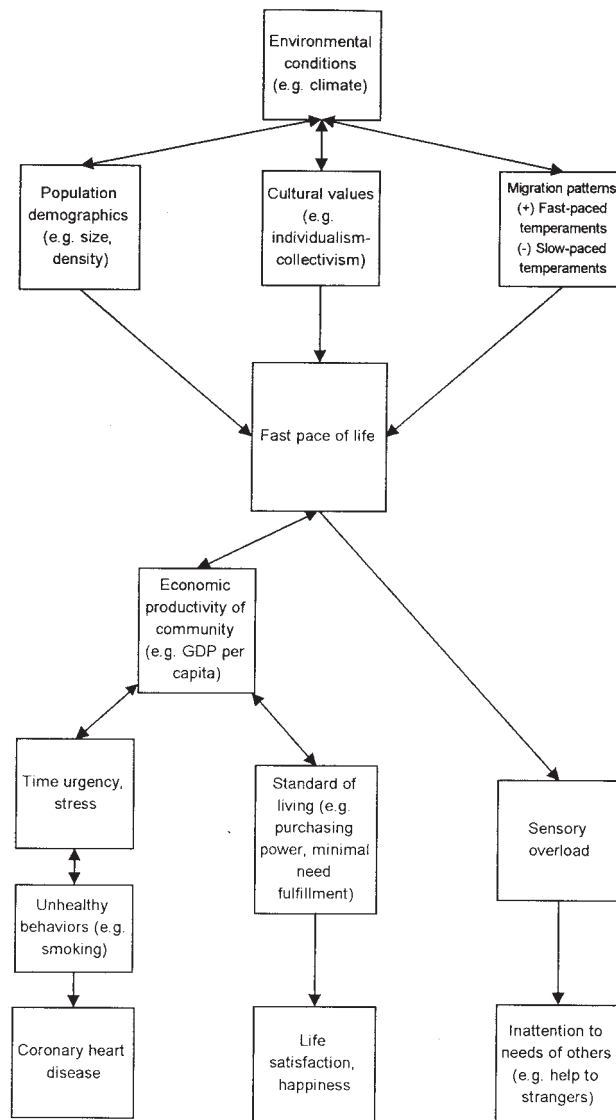 Environmental
conditions
(e.g. climate)
Population
demographics
(e.g. size,
density)
Cultural values
(e.g.
individualism-
collectivism)
Migration patterns
(+) Fast-paced
temperaments
(-) Slow-paced
temperaments
Fast pace of life
Economic
productivity of
community
(e.g. GDP per
capita)
Time urgency,
stress
Standard of
living (e.g.
purchasing
power, minimal
need
fulfillment)
Sensory
overload
Unhealthy
behaviors (e.g.
smoking)
Coronary heart
disease
Life
satisfaction,
happiness
Inattention to
needs of others
(e.g. help to
strangers)